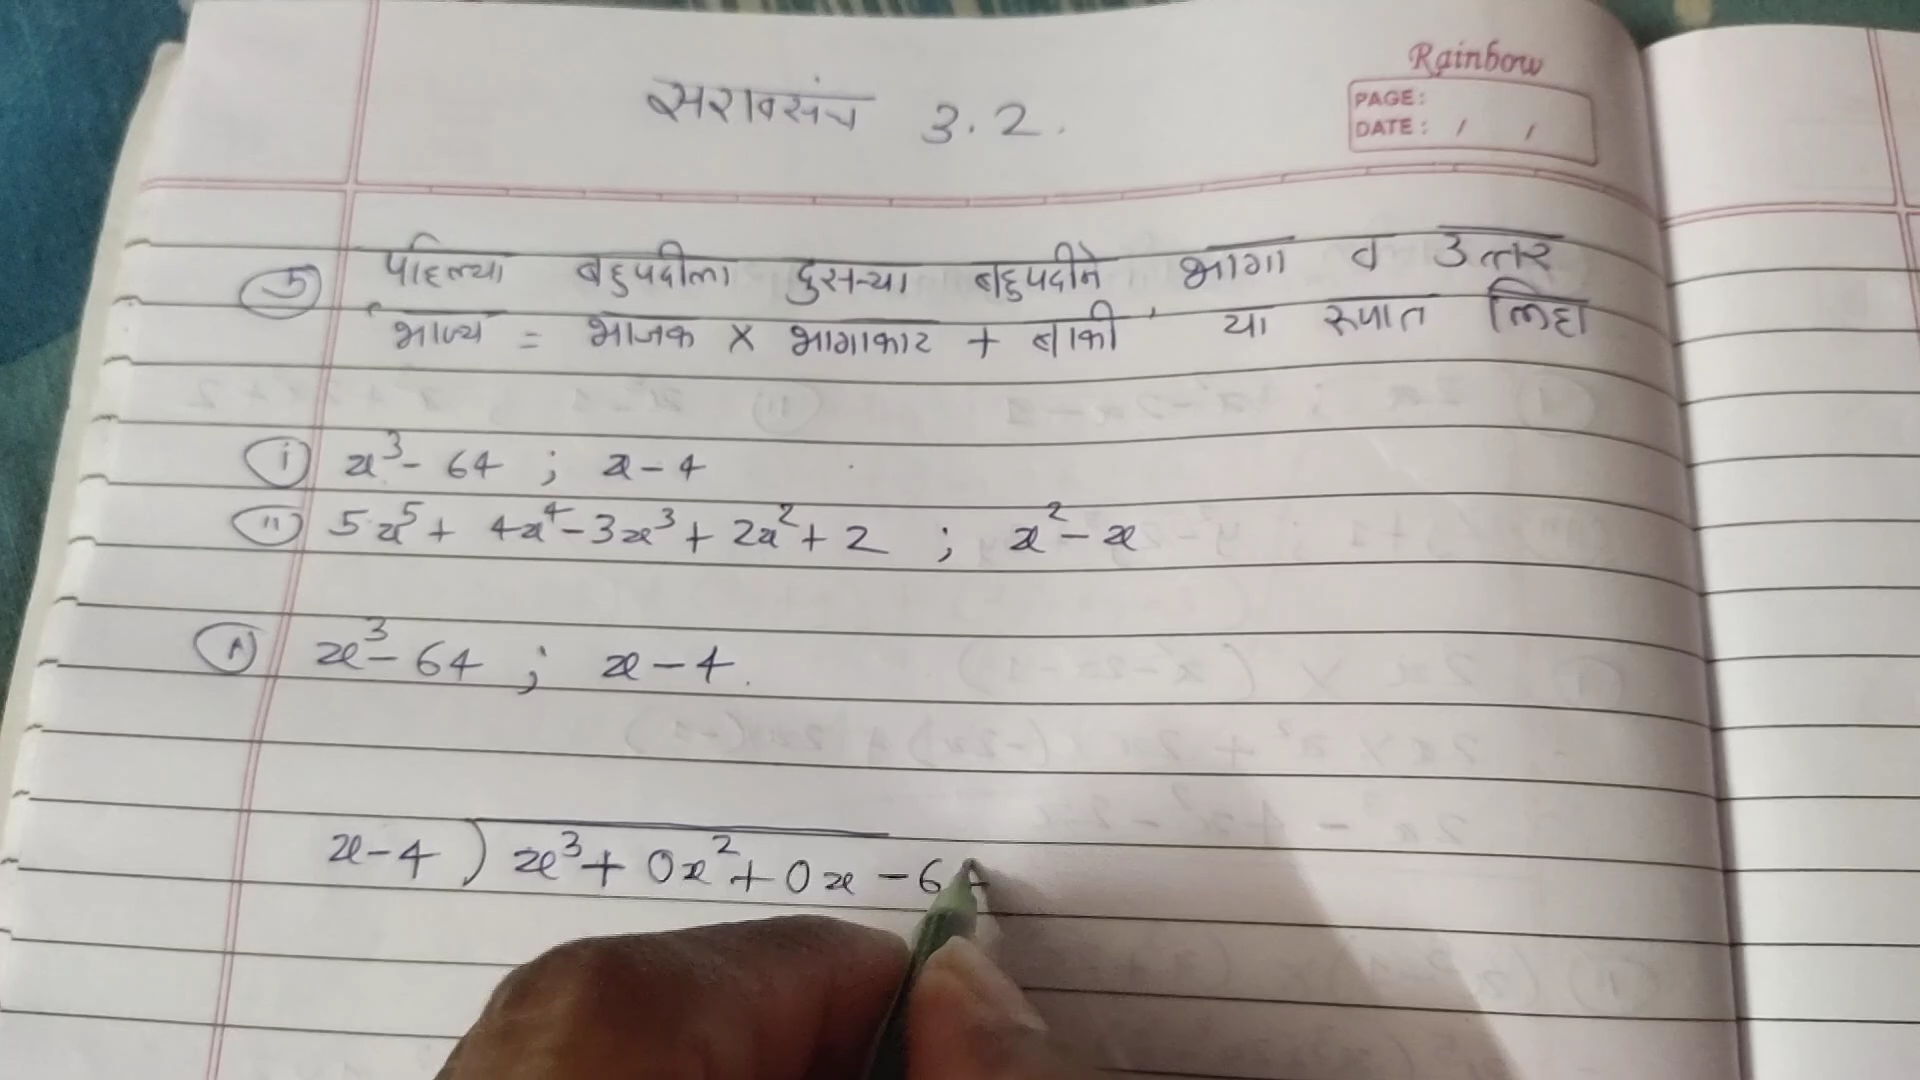 Rainbow
PAGE:
DATE: / /
सरावसंच 3.2.
५ पहिल्या बहुपदीला दुसऱ्या बहुपदीने भागा व उत्तर
'भाज्य = भाजक × भागाकार + बाकी' या रूपात लिहा
i x³ - 64 ; x - 4
ii 5x⁵ + 4x⁴ - 3x³ + 2x² + 2 ; x² - x
x³ - 64 ; x - 4.
x - 4 ) x³ + 0x² + 0x - 64